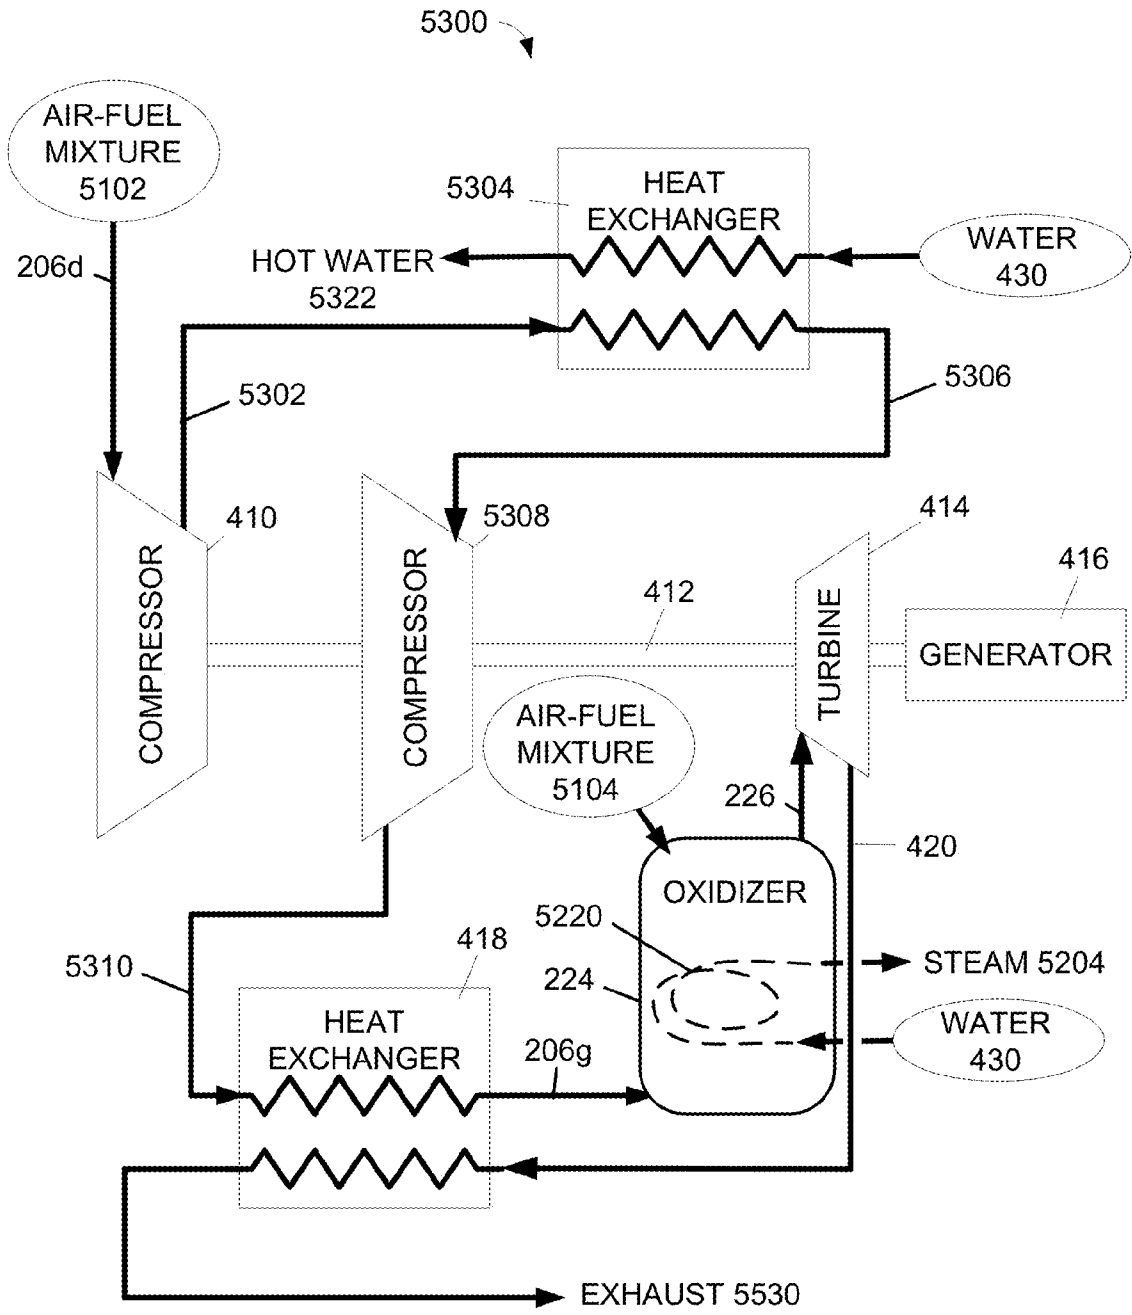 5300
AIR-FUEL
MIXTURE
5102
206d
5304
HEAT
EXCHANGER
HOT WATER
5322
WATER
430
5302
5306
410
5308
414
416
COMPRESSOR
COMPRESSOR
412
TURBINE
GENERATOR
AIR-FUEL
MIXTURE
5104
226
420
OXIDIZER
5220
224
STEAM 5204
WATER
430
5310
418
HEAT
EXCHANGER
206g
EXHAUST 5530